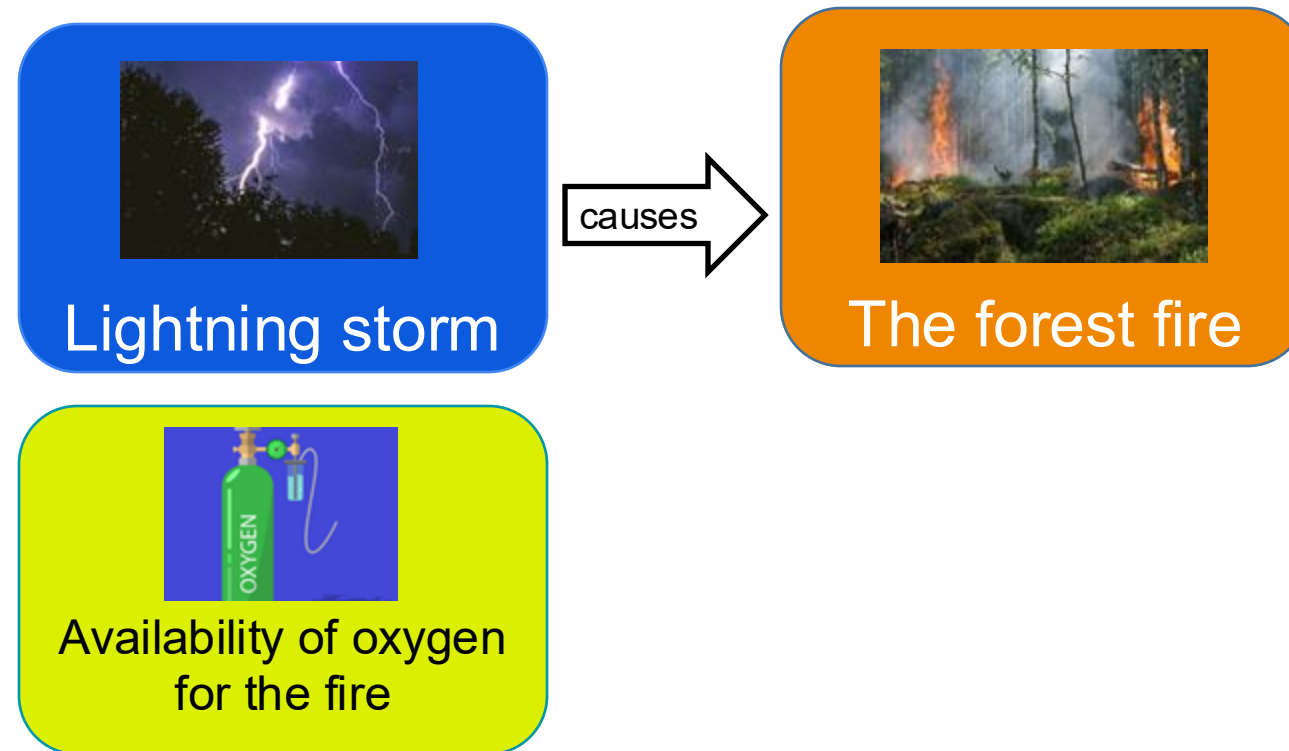 Lightning storm
causes
The forest fire
OXYGEN
Availability of oxygen
for the fire